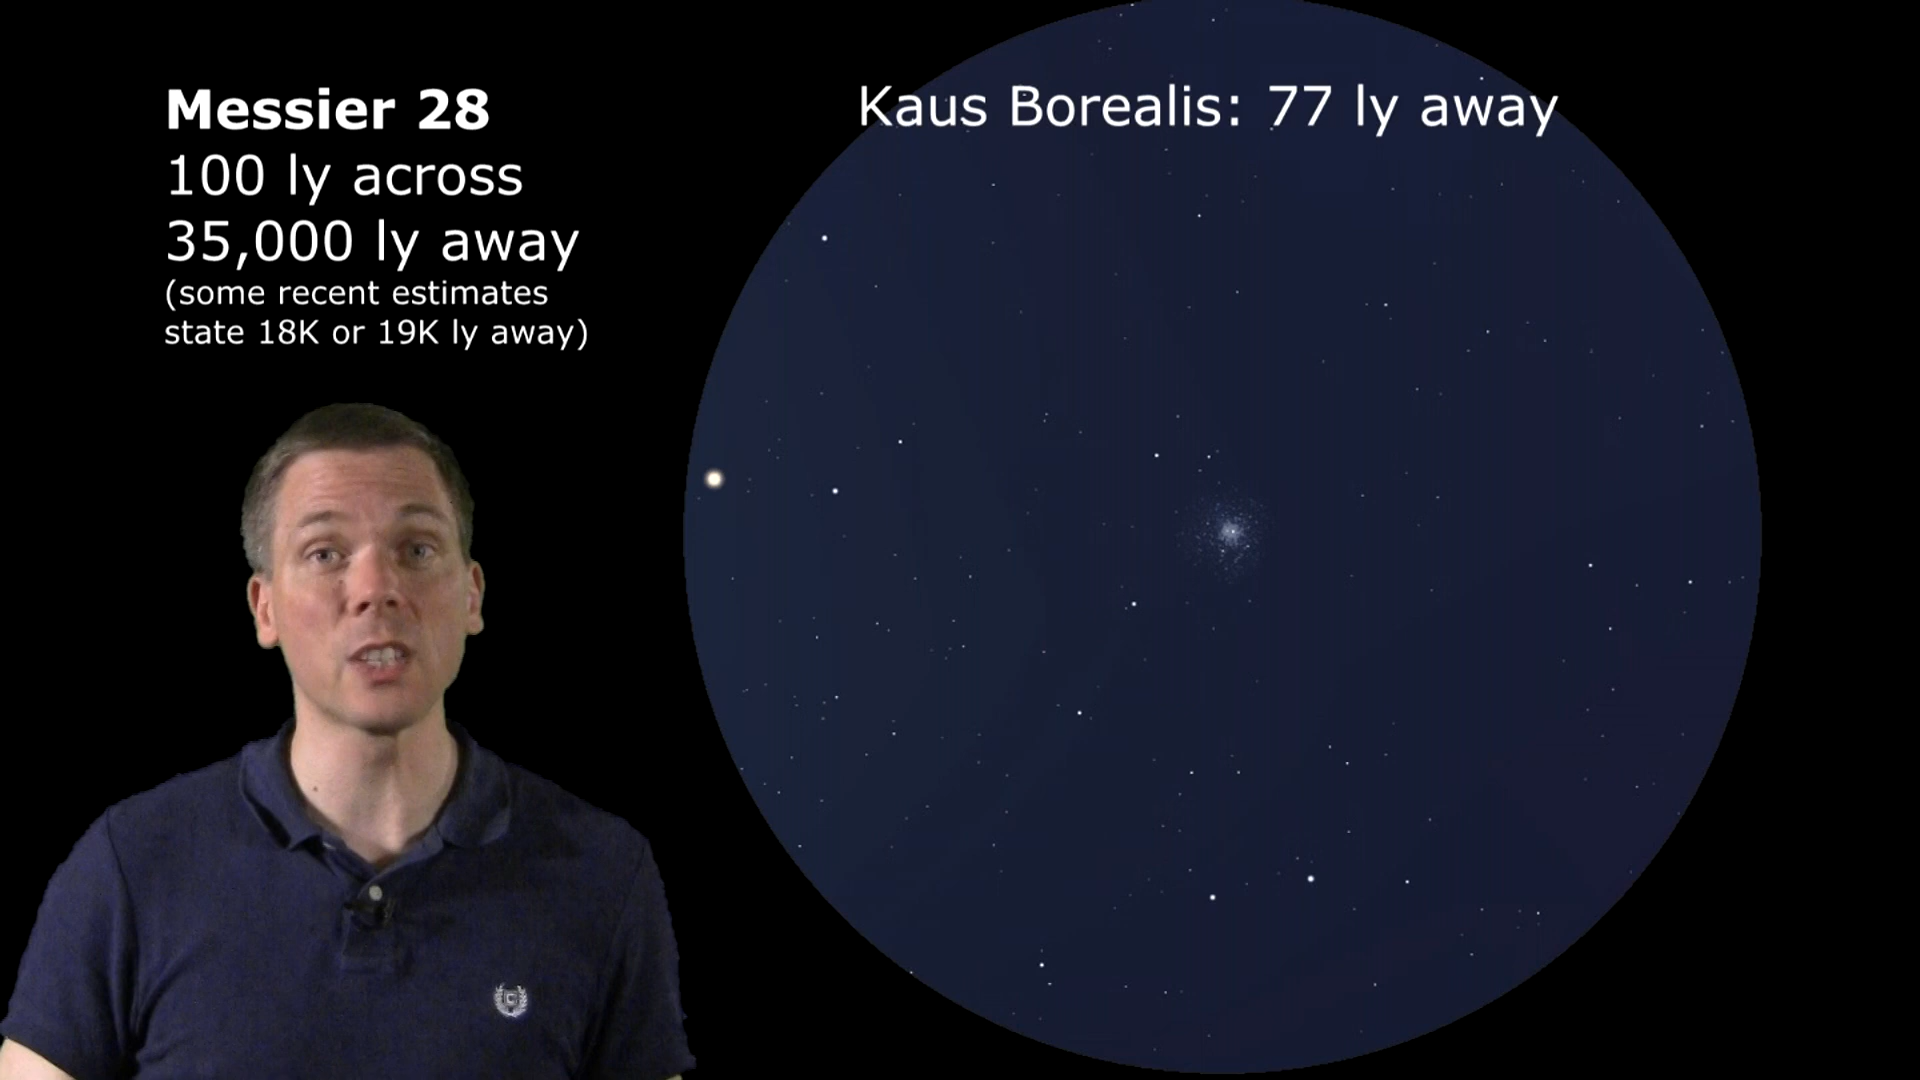 Messier 28
100 ly across
35,000 ly away
(some recent estimates
state 18K or 19K ly away)
Kaus Borealis: 77 ly away